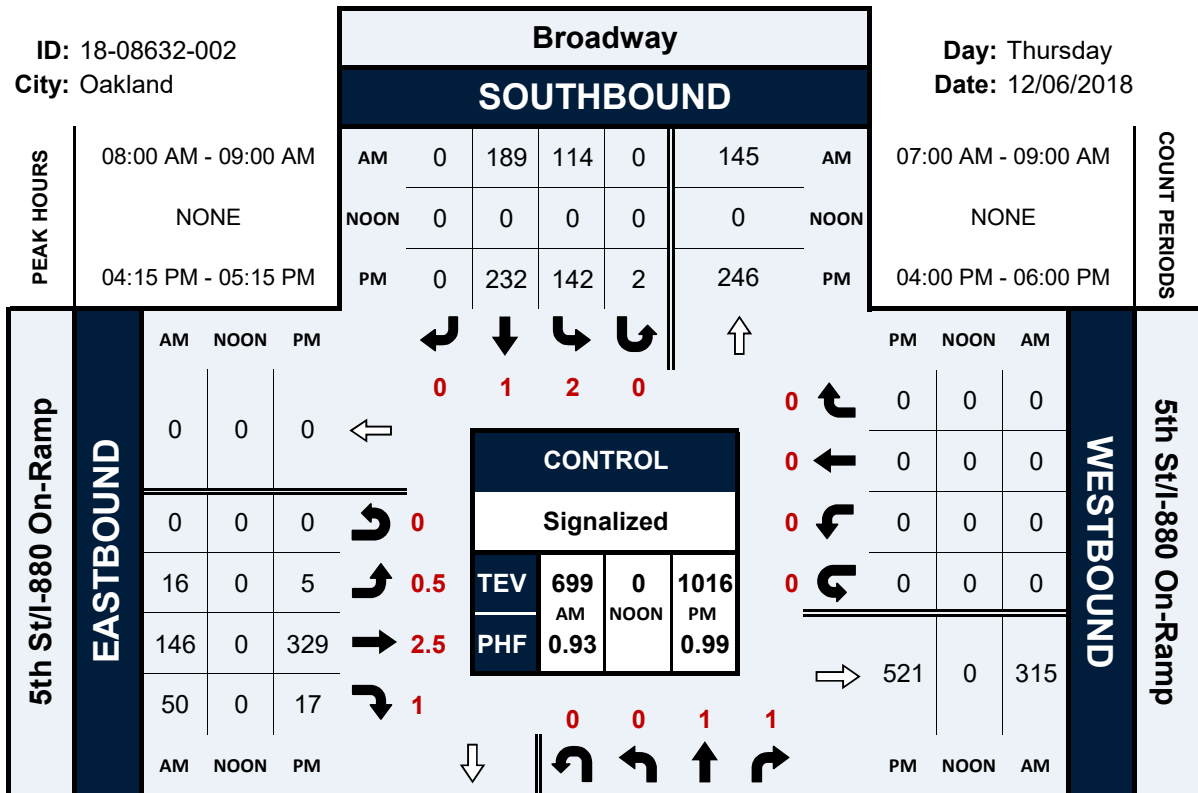 Broadway
ID: 18-08632-002
City: Oakland
Day: Thursday
Date: 12/06/2018
SOUTHBOUND
PEAK HOURS
08:00 AM - 09:00 AM
NONE
04:15 PM - 05:15 PM
AM 0 189 114 0 145 AM
NOON 0 0 0 0 0 NOON
PM 0 232 142 2 246 PM
07:00 AM - 09:00 AM
NONE
04:00 PM - 06:00 PM
COUNT PERIODS
0 1 2 0
5th St/I-880 On-Ramp
EASTBOUND
AM NOON PM
0 0 0
0 0 0 0
16 0 5 0.5
146 0 329 2.5
50 0 17 1
AM NOON PM
CONTROL
Signalized
TEV 699 0 1016
AM NOON PM
PHF 0.93 0.99
PM NOON AM
0 0 0 0
0 0 0 0
0 0 0 0
0 0 0 0
521 0 315
PM NOON AM
WESTBOUND
5th St/I-880 On-Ramp
0 0 1 1